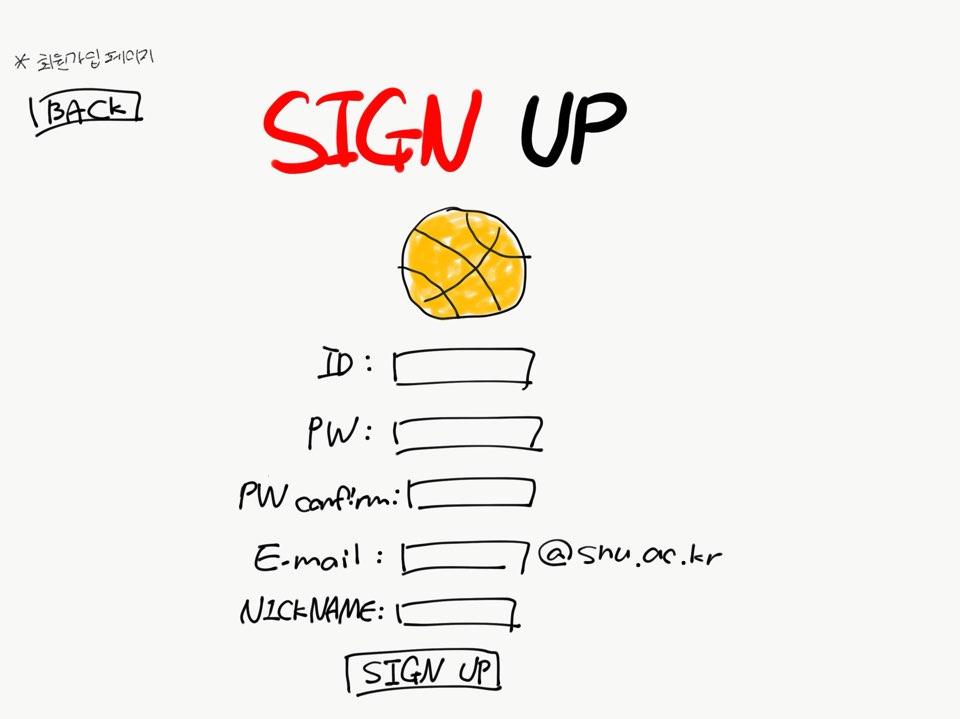 * 회원가입 페이지
BACK
SIGN UP
ID:
PW:
PW confirm:
E-mail: @snu.ac.kr
NICKNAME:
SIGN UP